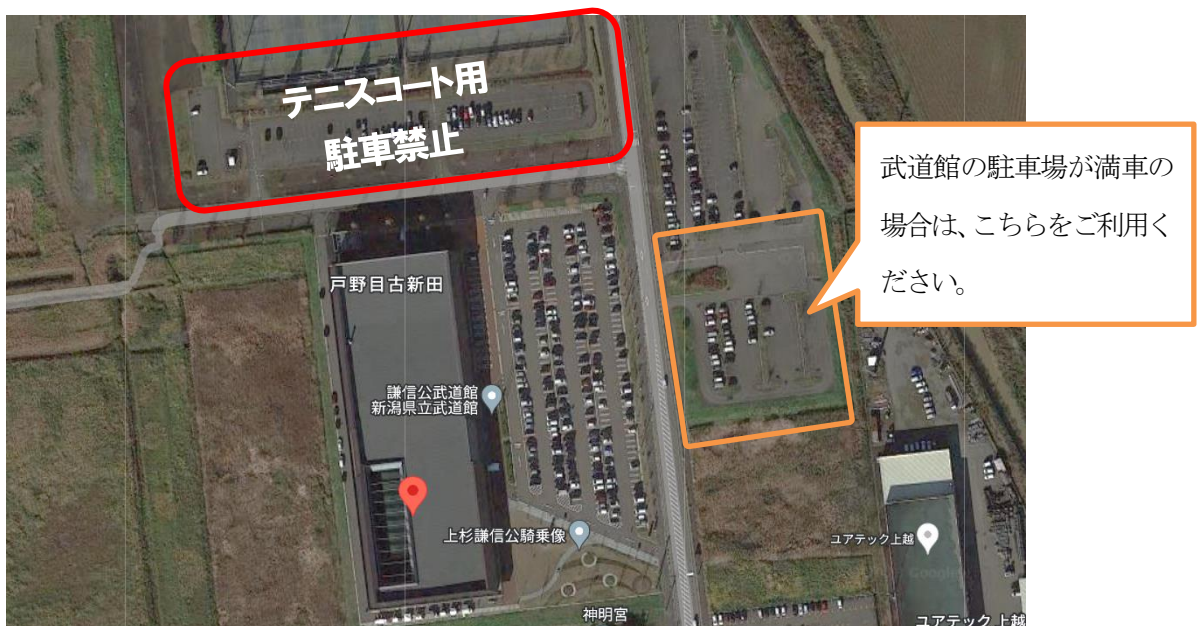 テニスコート用
駐車禁止
武道館の駐車場が満車の
場合は、こちらをご利用く
ださい。
戸野目古新田
謙信公武道館
新潟県立武道館
上杉謙信公騎乗像
ユアテック上越
Google
神明宮
ユアテック上越